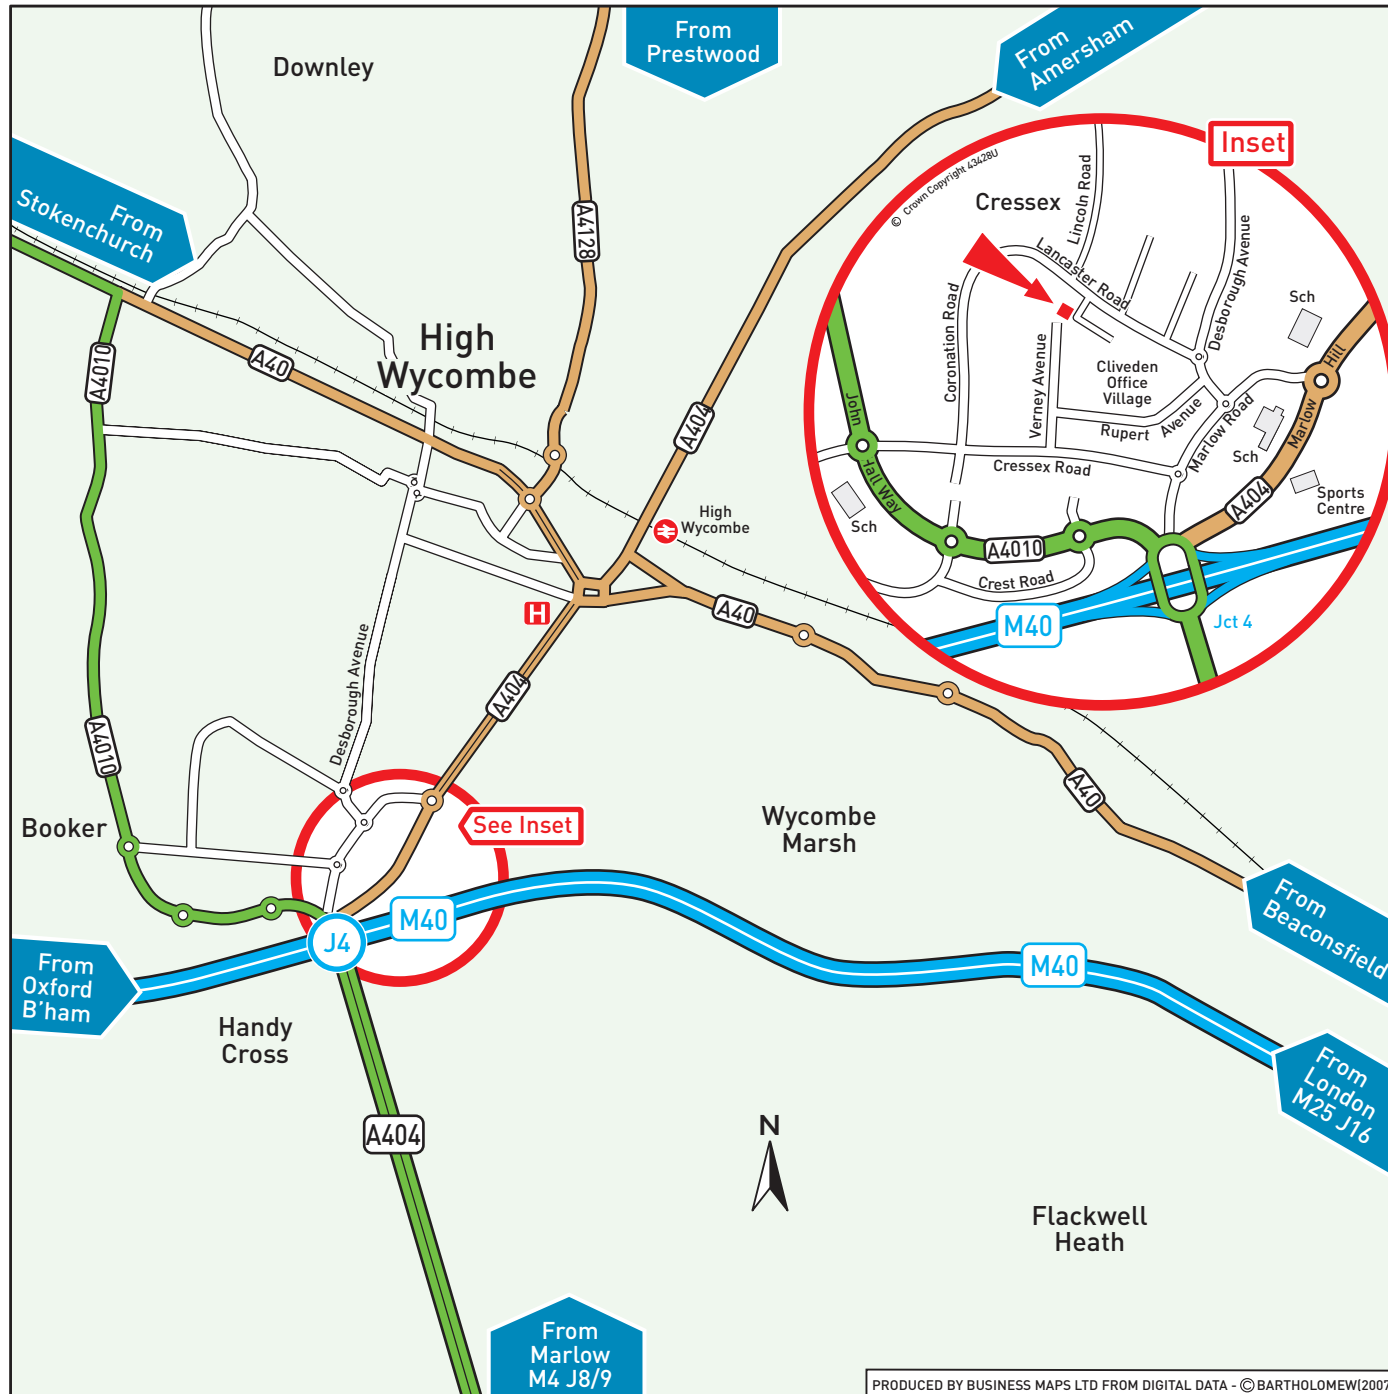 From
Prestwood
From
Amersham
Downley
Inset
© Crown Copyright 43428U
Cressex
Lincoln Road
Lancaster Road
Desborough Avenue
Sch
Coronation Road
Verney Avenue
Cliveden
Office
Village
Rupert
Avenue
Marlow Road
Marlow
Hill
John
Hall Way
Cressex Road
Sch
Sch
Sports
Centre
A404
A4010
Crest Road
M40
Jct 4
From
Stokenchurch
A4128
A4010
A40
High
Wycombe
A404
High
Wycombe
H
A40
Desborough Avenue
A404
A4010
A40
Booker
See Inset
Wycombe
Marsh
M40
J4
M40
From
Beaconsfield
From
Oxford
B'ham
Handy
Cross
From
London
M25 J16
A404
N
Flackwell
Heath
From
Marlow
M4 J8/9
PRODUCED BY BUSINESS MAPS LTD FROM DIGITAL DATA - © BARTHOLOMEW(2007